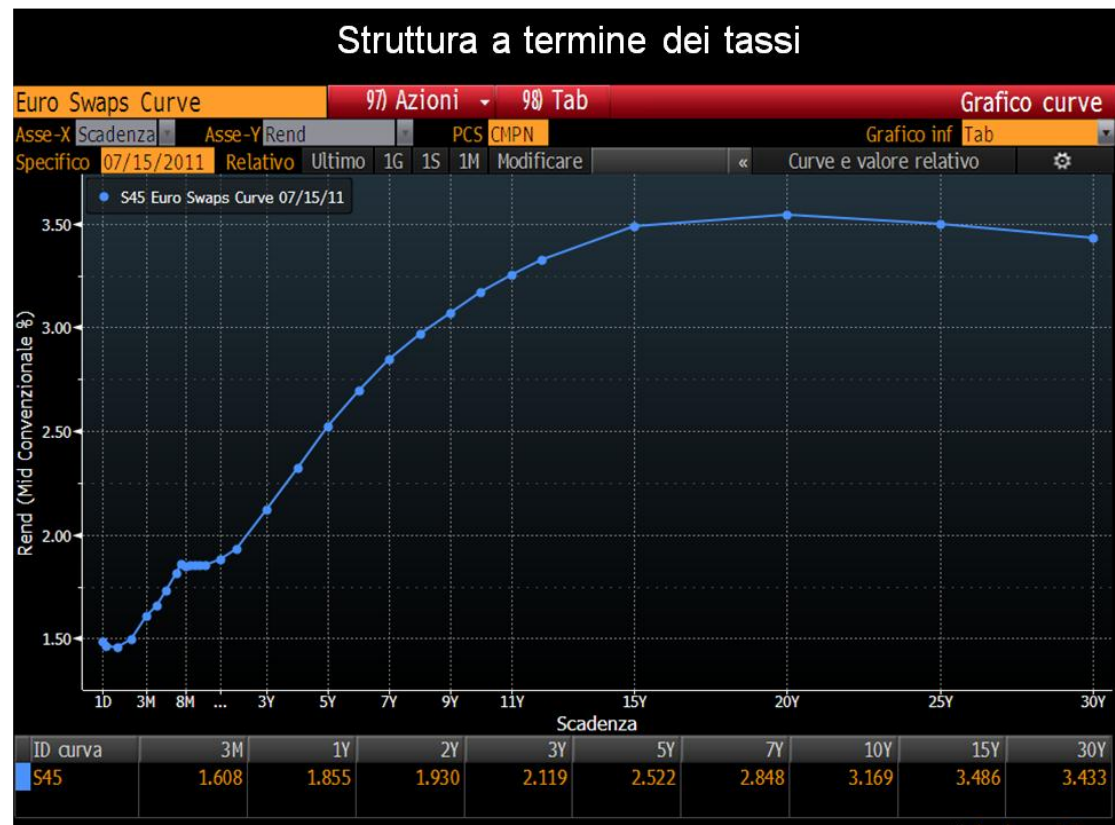 Struttura a termine dei tassi
Euro Swaps Curve 97) Azioni 98) Tab Grafico curve
Asse-X Scadenza Asse-Y Rend PCS CMPN Grafico inf Tab
Specifico 07/15/2011 Relativo Ultimo 1G 1S 1M Modificare « Curve e valore relativo
S45 Euro Swaps Curve 07/15/11
Rend (Mid Convenzionale %)
3.50
3.00
2.50
2.00
1.50
1D 3M 8M ... 3Y 5Y 7Y 9Y 11Y 15Y 20Y 25Y 30Y
Scadenza
ID curva 3M 1Y 2Y 3Y 5Y 7Y 10Y 15Y 30Y
S45 1.608 1.855 1.930 2.119 2.522 2.848 3.169 3.486 3.433